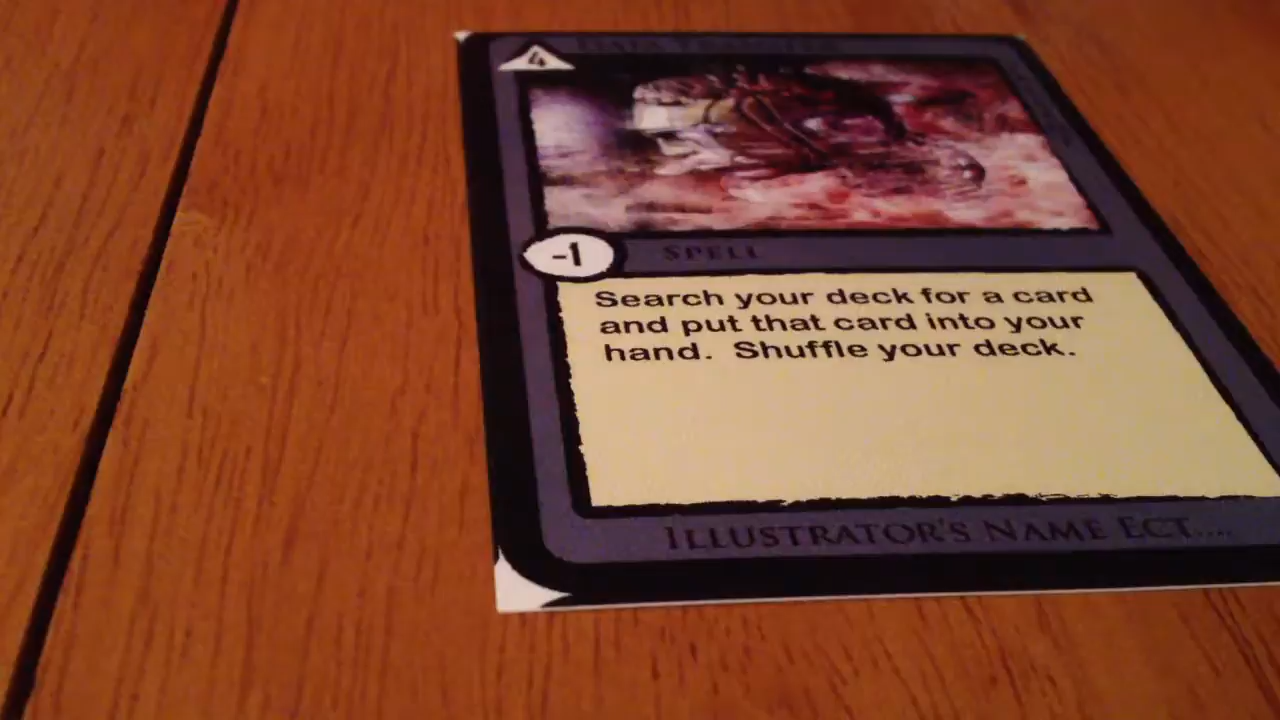 4
-1
SPELL
Search your deck for a card
and put that card into your
hand. Shuffle your deck.
ILLUSTRATOR'S NAME ECT....